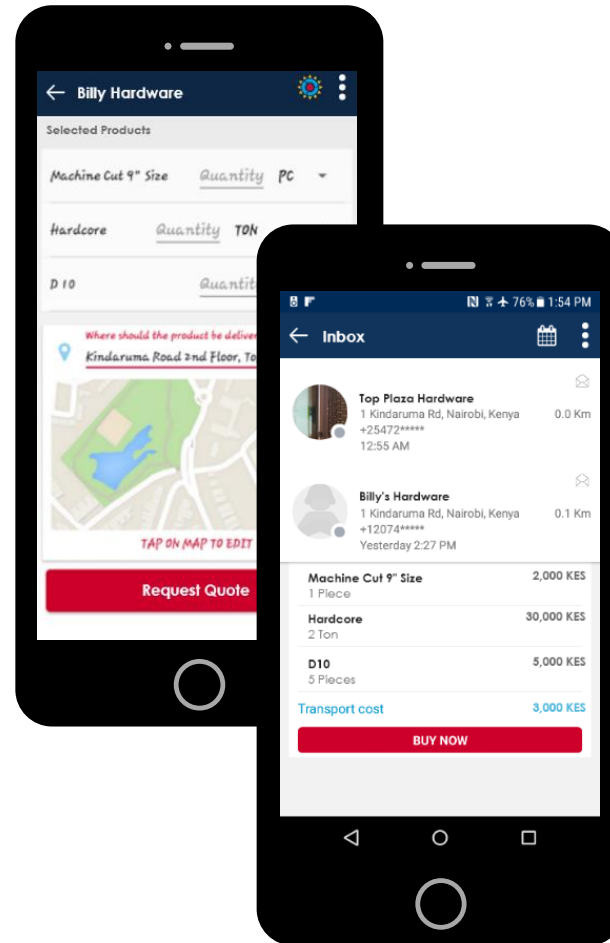 Billy Hardware
Selected Products
Machine Cut 9" Size Quantity PC
Hardcore Quantity TON
D 10
Where should the product be
Kindaruma Road 2nd Floor,
TAP ON MAP TO EDIT
Request Quote
76% 1:54 PM
Inbox
Top Plaza Hardware
1 Kindaruma Rd, Nairobi, Kenya 0.0 Km
+25472*****
12:55 AM
Billy's Hardware
1 Kindaruma Rd, Nairobi, Kenya 0.1 Km
+12074*****
Yesterday 2:27 PM
Machine Cut 9" Size 2,000 KES
1 Piece
Hardcore 30,000 KES
2 Ton
D10 5,000 KES
5 Pieces
Transport cost 3,000 KES
BUY NOW